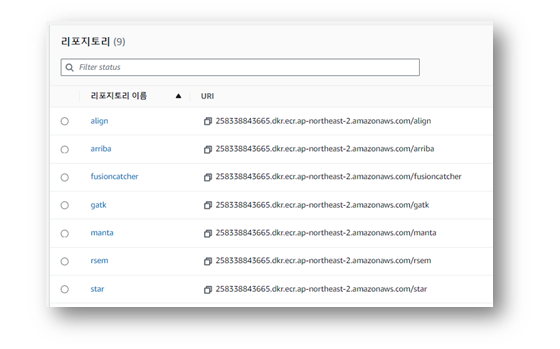 리포지토리 (9)
Filter status
리포지토리 이름 ▲ URI
align 258338843665.dkr.ecr.ap-northeast-2.amazonaws.com/align
arriba 258338843665.dkr.ecr.ap-northeast-2.amazonaws.com/arriba
fusioncatcher 258338843665.dkr.ecr.ap-northeast-2.amazonaws.com/fusioncatcher
gatk 258338843665.dkr.ecr.ap-northeast-2.amazonaws.com/gatk
manta 258338843665.dkr.ecr.ap-northeast-2.amazonaws.com/manta
rsem 258338843665.dkr.ecr.ap-northeast-2.amazonaws.com/rsem
star 258338843665.dkr.ecr.ap-northeast-2.amazonaws.com/star